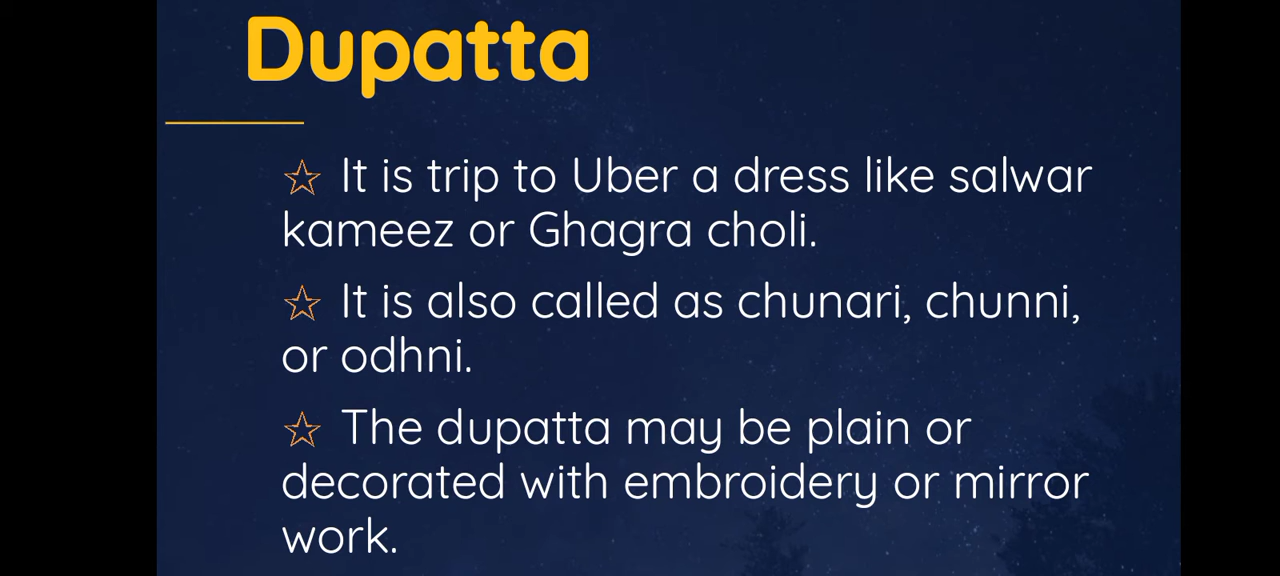 Dupatta
☆ It is trip to Uber a dress like salwar
kameez or Ghagra choli.
☆ It is also called as chunari, chunni,
or odhni.
☆ The dupatta may be plain or
decorated with embroidery or mirror
work.